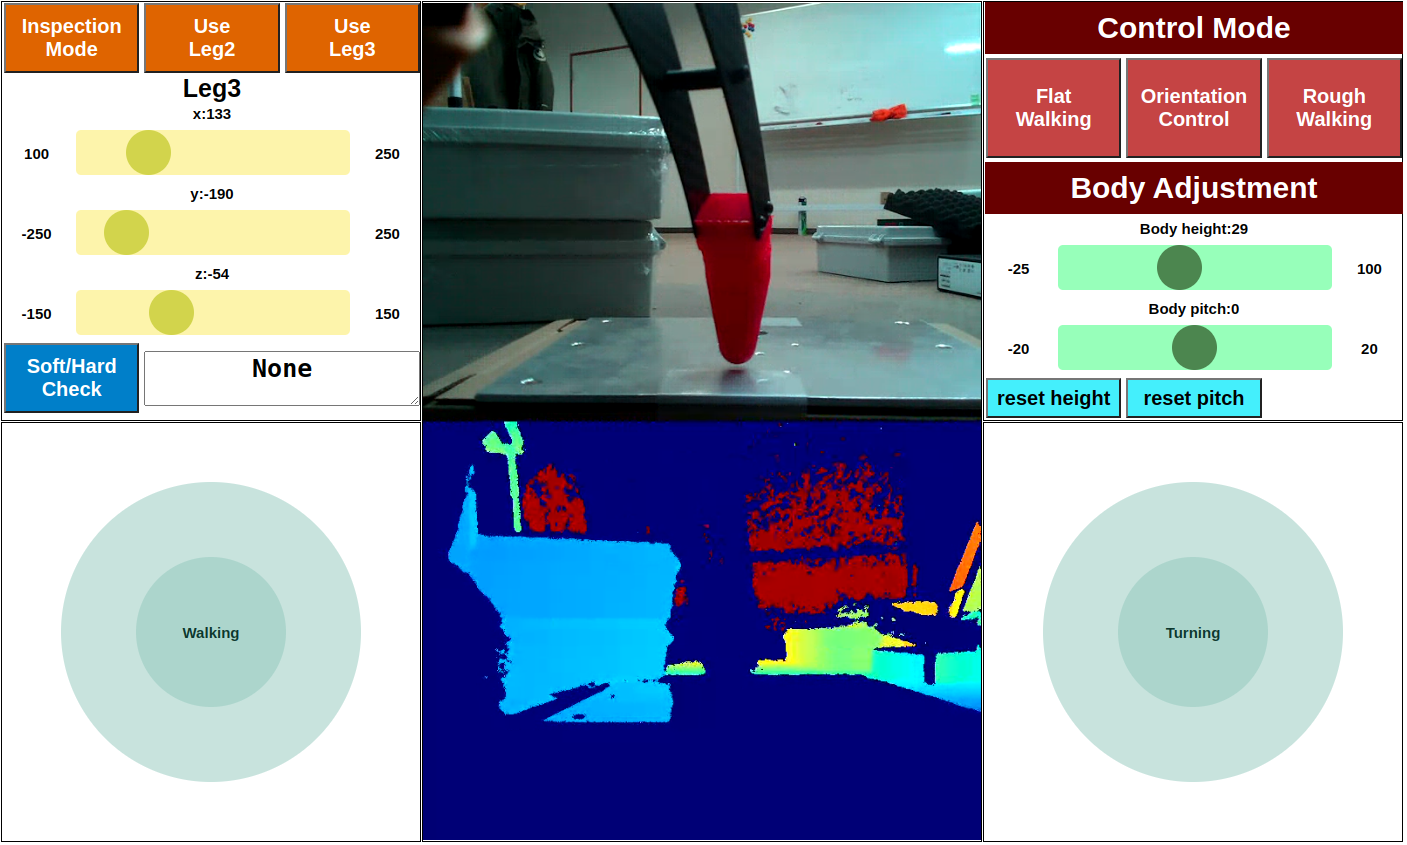 Inspection
Mode
Use
Leg2
Use
Leg3
Leg3
x:133
100
250
y:-190
-250
250
z:-54
-150
150
Soft/Hard
Check
None
Walking
Control Mode
Flat
Walking
Orientation
Control
Rough
Walking
Body Adjustment
Body height:29
-25
100
Body pitch:0
-20
20
reset height
reset pitch
Turning